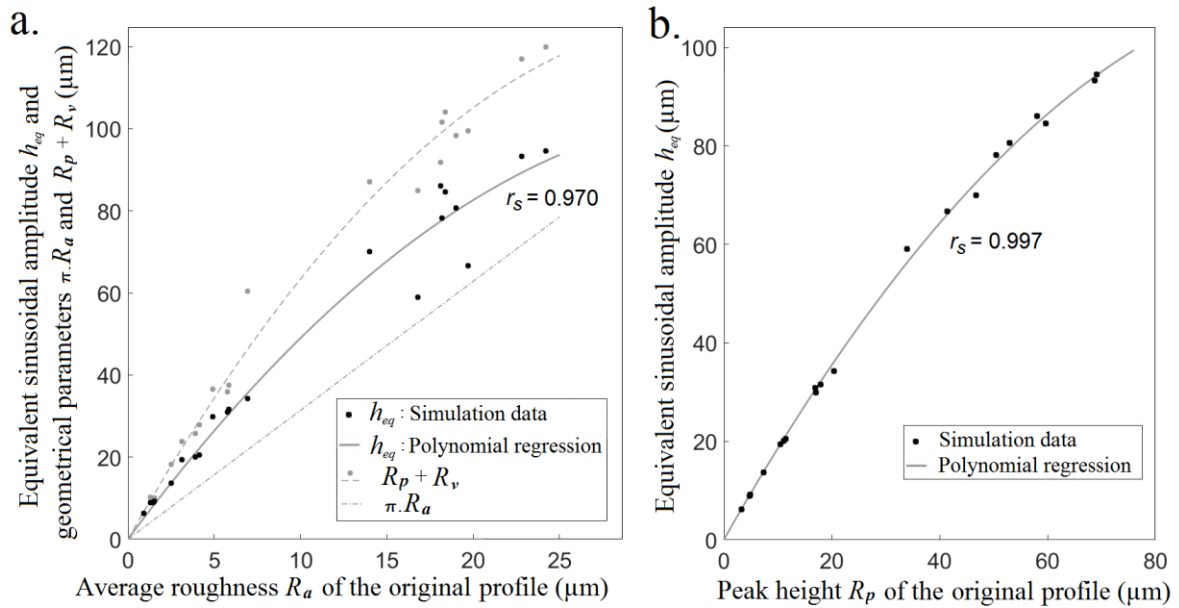 a.
Equivalent sinusoidal amplitude h_eq and
geometrical parameters π.R_a and R_p + R_v (μm)
120
100
80
60
40
20
0
r_s = 0.970
h_eq : Simulation data
h_eq : Polynomial regression
R_p + R_v
π.R_a
0 5 10 15 20 25
Average roughness R_a of the original profile (μm)
b.
Equivalent sinusoidal amplitude h_eq (μm)
100
80
60
40
20
0
r_s = 0.997
Simulation data
Polynomial regression
0 20 40 60 80
Peak height R_p of the original profile (μm)